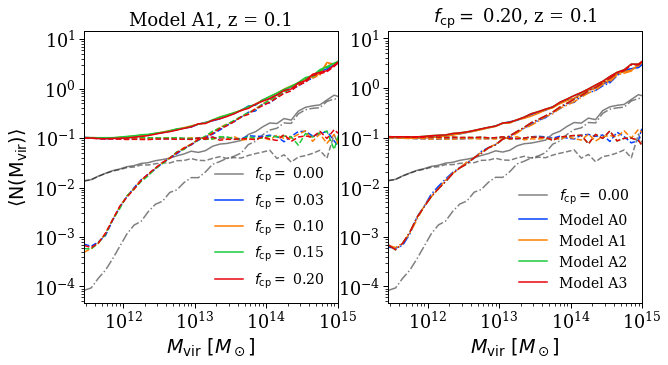 Model A1, z = 0.1
f_cp = 0.20, z = 0.1
⟨N(M_vir)⟩
10^1
10^0
10^−1
10^−2
10^−3
10^−4
f_cp = 0.00
f_cp = 0.03
f_cp = 0.10
f_cp = 0.15
f_cp = 0.20
10^12
10^13
10^14
10^15
M_vir [M_⊙]
10^1
10^0
10^−1
10^−2
10^−3
10^−4
f_cp = 0.00
Model A0
Model A1
Model A2
Model A3
10^12
10^13
10^14
10^15
M_vir [M_⊙]